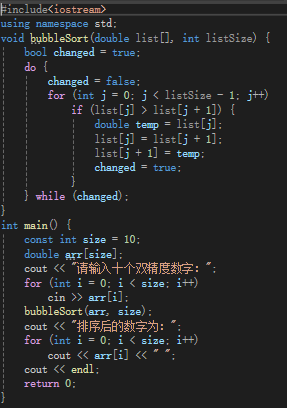 #include<iostream>
using namespace std;
void bubbleSort(double list[], int listSize) {
    bool changed = true;
    do {
        changed = false;
        for (int j = 0; j < listSize - 1; j++)
            if (list[j] > list[j + 1]) {
                double temp = list[j];
                list[j] = list[j + 1];
                list[j + 1] = temp;
                changed = true;
            }
    } while (changed);
}
int main() {
    const int size = 10;
    double arr[size];
    cout << "请输入十个双精度数字：";
    for (int i = 0; i < size; i++)
        cin >> arr[i];
    bubbleSort(arr, size);
    cout << "排序后的数字为：";
    for (int i = 0; i < size; i++)
        cout << arr[i] << " ";
    cout << endl;
    return 0;
}